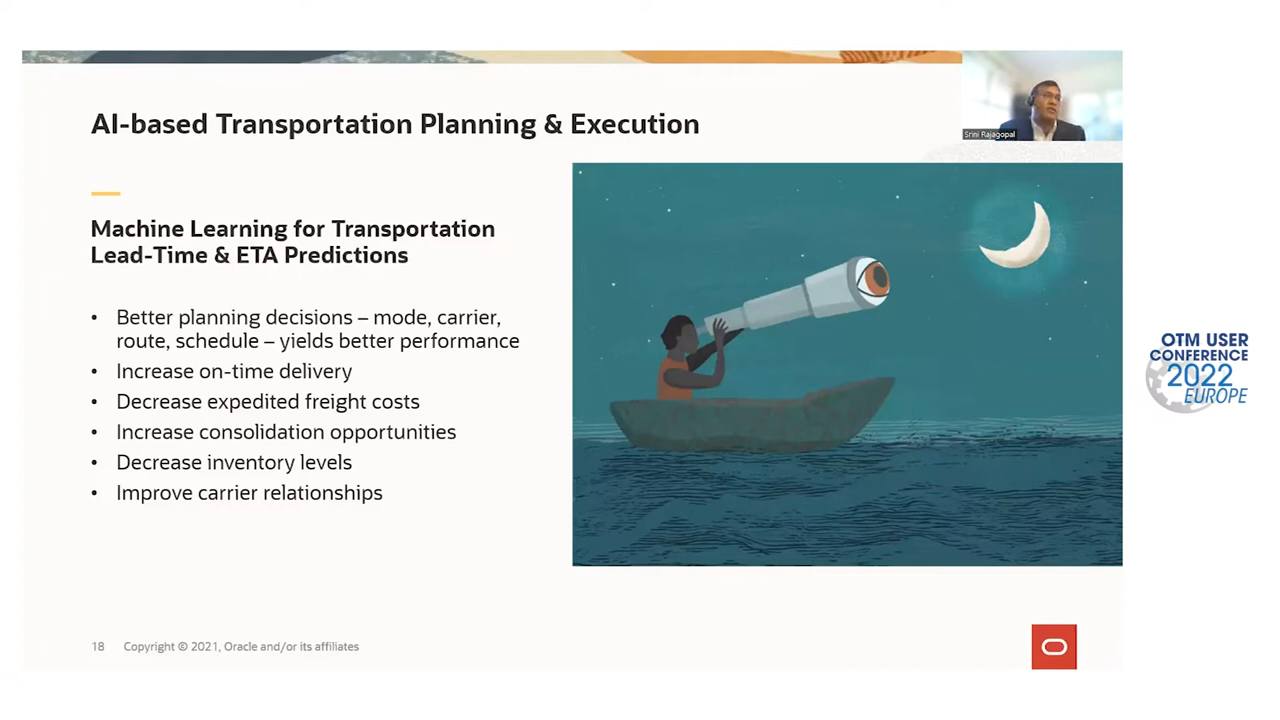 AI-based Transportation Planning & Execution
Srini Rajagopal
Machine Learning for Transportation
Lead-Time & ETA Predictions
• Better planning decisions – mode, carrier,
route, schedule – yields better performance
• Increase on-time delivery
• Decrease expedited freight costs
• Increase consolidation opportunities
• Decrease inventory levels
• Improve carrier relationships
OTM USER
CONFERENCE
2022
EUROPE
18 Copyright © 2021, Oracle and/or its affiliates